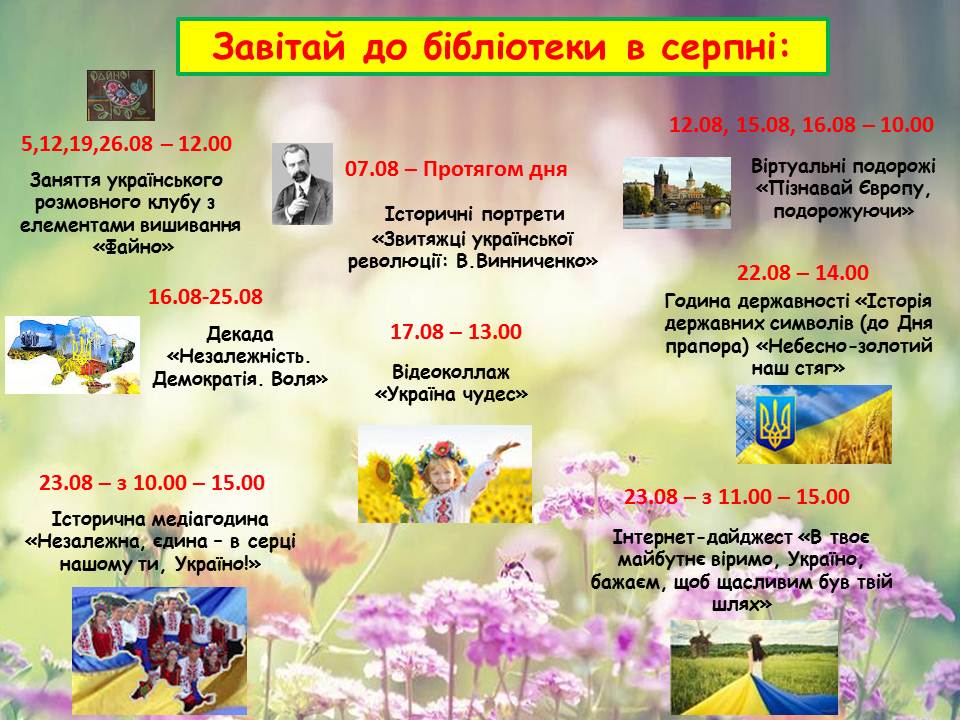 Завітай до бібліотеки в серпні:
ОДИНОІ
5,12,19,26.08 – 12.00
Заняття українського
розмовного клубу з
елементами вишивання
«Файно»
07.08 – Протягом дня
Історичні портрети
«Звитяжці української
революції: В.Винниченко»
12.08, 15.08, 16.08 – 10.00
Віртуальні подорожі
«Пізнавай Європу,
подорожуючи»
16.08-25.08
Декада
«Незалежність.
Демократія. Воля»
17.08 – 13.00
Відеоколлаж
«Україна чудес»
22.08 – 14.00
Година державності «Історія
державних символів (до Дня
прапора) «Небесно-золотий
наш стяг»
23.08 – з 10.00 – 15.00
Історична медіагодина
«Незалежна, єдина – в серці
нашому ти, Україно!»
23.08 – з 11.00 – 15.00
Інтернет-дайджест «В твоє
майбутнє віримо, Україно,
бажаєм, щоб щасливим був твій
шлях»